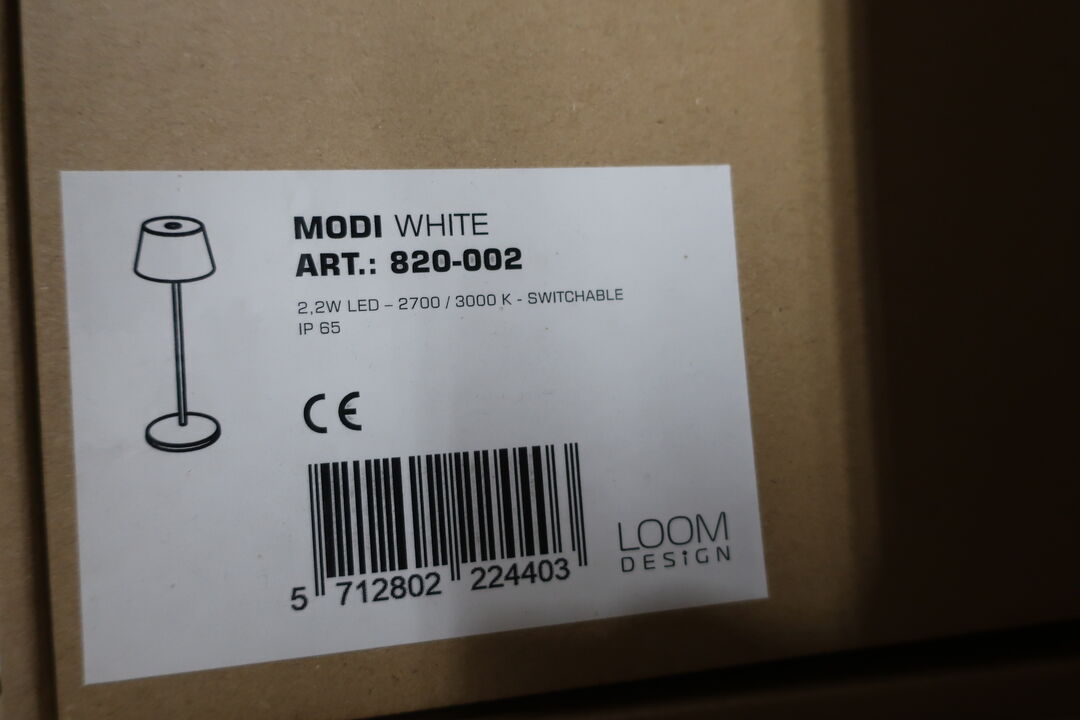 MODI WHITE
ART.: 820-002
2,2W LED – 2700 / 3000 K - SWITCHABLE
IP 65
CE
5 712802 224403
LOOM
DESIGN